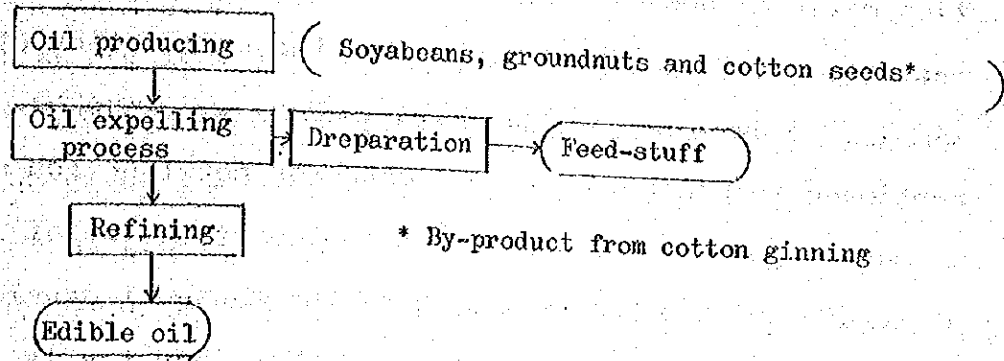 Oil producing
( Soyabeans, groundnuts and cotton seeds* )
Oil expelling
process
Dreparation
Feed-stuff
Refining
* By-product from cotton ginning
Edible oil